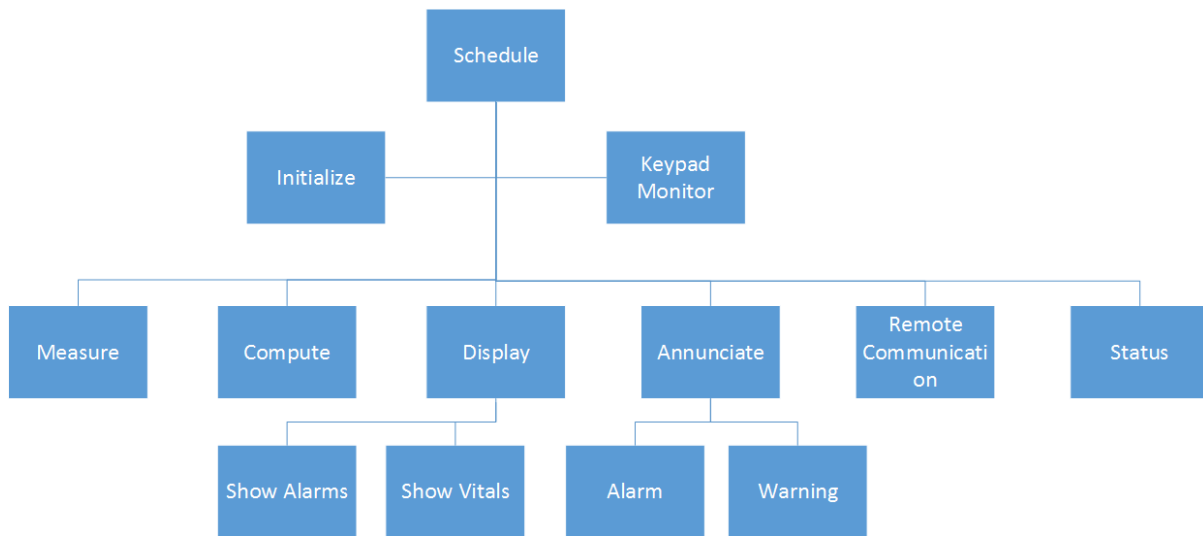 Schedule
Initialize
Keypad
Monitor
Measure
Compute
Display
Annunciate
Remote
Communicati
on
Status
Show Alarms
Show Vitals
Alarm
Warning